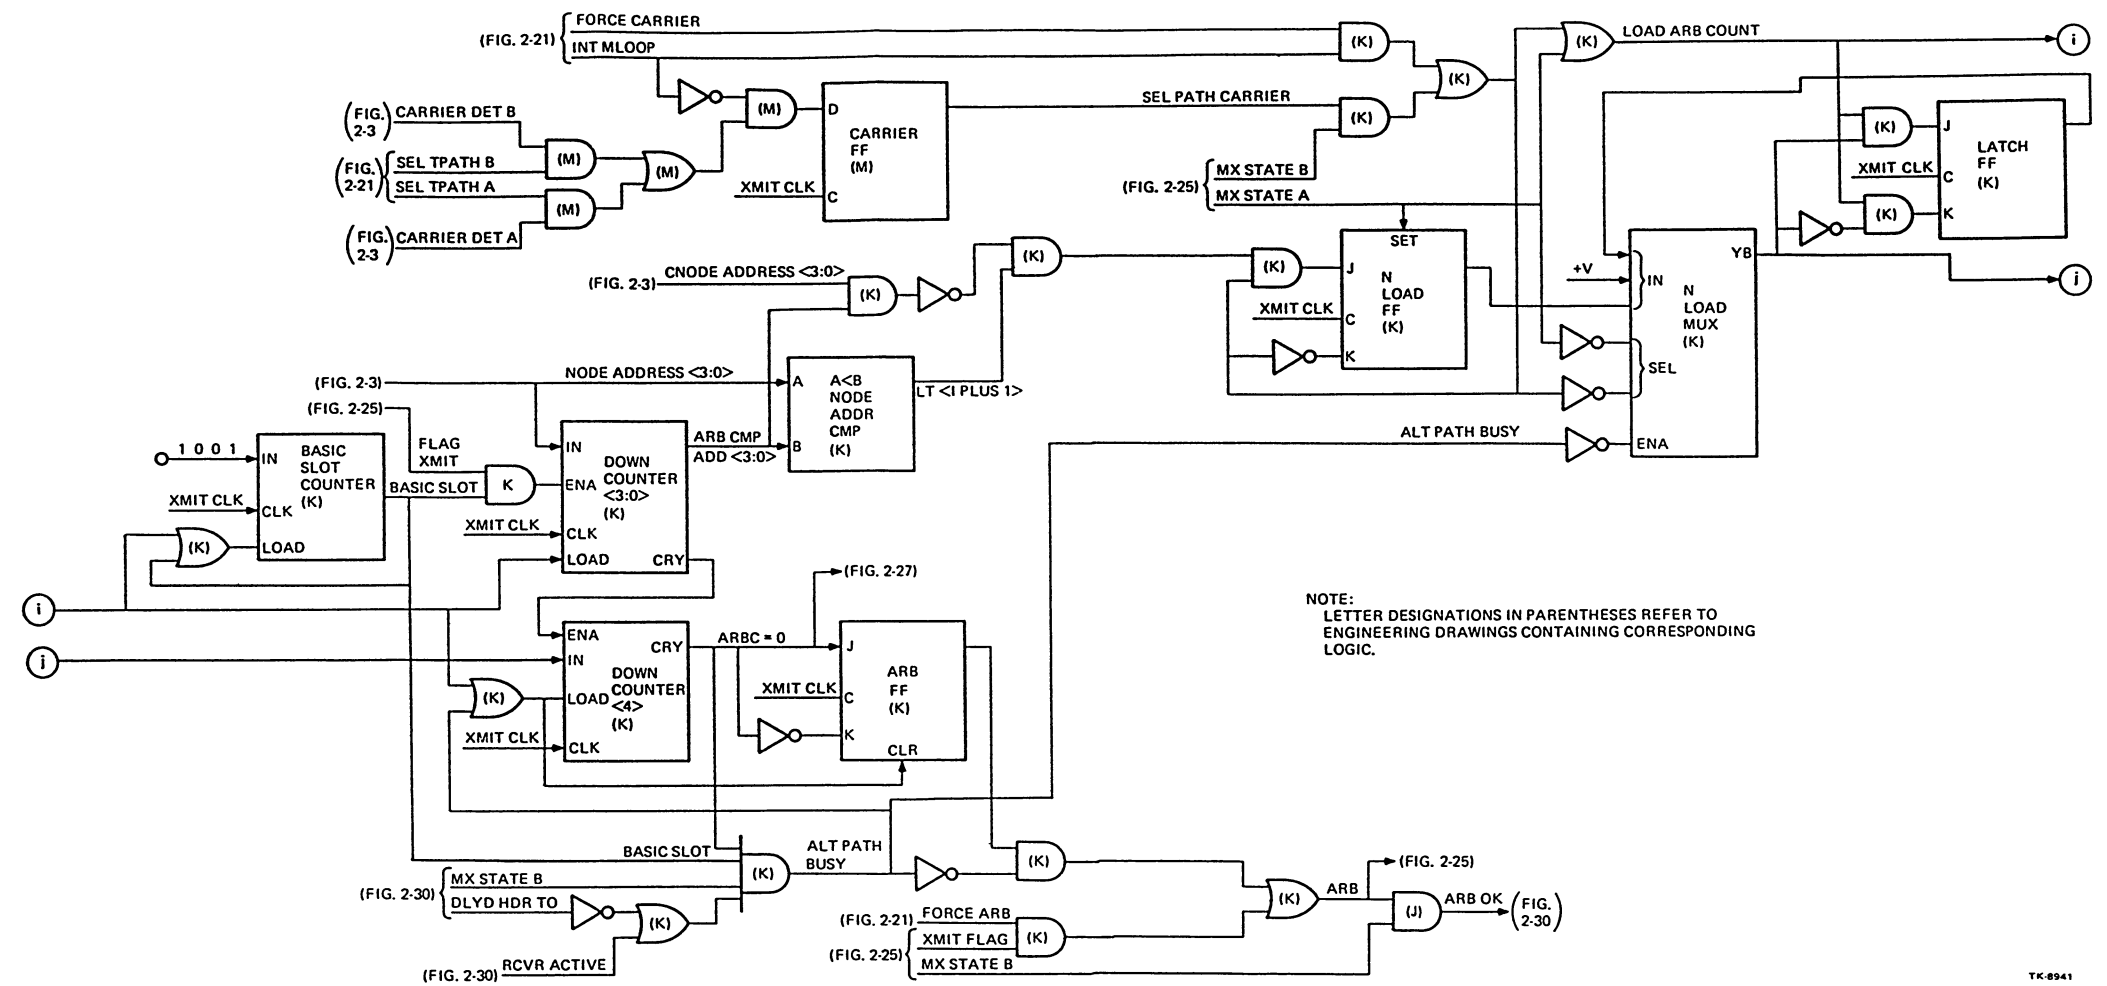 (FIG. 2-21)
FORCE CARRIER
INT MLOOP
(K)
(K)
(K)
(K)
LOAD ARB COUNT
i
(FIG. 2-3)
CARRIER DET B
(FIG. 2-21)
SEL TPATH B
SEL TPATH A
(FIG. 2-3)
CARRIER DET A
(M)
(M)
(M)
(M)
D
CARRIER
FF
(M)
XMIT CLK
C
SEL PATH CARRIER
(FIG. 2-25)
MX STATE B
MX STATE A
(K)
(K)
J
LATCH
FF
(K)
XMIT CLK
C
K
(FIG. 2-3)
CNODE ADDRESS <3:0>
(K)
(K)
(K)
SET
J
N
LOAD
FF
(K)
XMIT CLK
C
K
+V
IN
SEL
YB
N
LOAD
MUX
(K)
ENA
j
ALT PATH BUSY
(FIG. 2-3)
NODE ADDRESS <3:0>
(FIG. 2-25)
FLAG
XMIT
A
A<B
NODE
ADDR
CMP
(K)
B
LT <I PLUS 1>
ARB CMP
ADD <3:0>
1 0 0 1
IN
BASIC
SLOT
COUNTER
(K)
XMIT CLK
CLK
LOAD
(K)
BASIC SLOT
K
IN
DOWN
COUNTER
<3:0>
(K)
ENA
XMIT CLK
CLK
LOAD
CRY
i
j
(FIG. 2-27)
ENA
CRY
IN
DOWN
COUNTER
<4>
(K)
LOAD
(K)
XMIT CLK
CLK
ARBC = 0
J
ARB
FF
(K)
XMIT CLK
C
K
CLR
NOTE:
LETTER DESIGNATIONS IN PARENTHESES REFER TO
ENGINEERING DRAWINGS CONTAINING CORRESPONDING
LOGIC.
BASIC SLOT
(FIG. 2-30)
MX STATE B
DLYD HDR TO
(K)
(K)
(FIG. 2-30)
RCVR ACTIVE
ALT PATH
BUSY
(K)
(FIG. 2-21)
FORCE ARB
(FIG. 2-25)
XMIT FLAG
MX STATE B
(K)
(K)
ARB
(FIG. 2-25)
(J)
ARB OK
(FIG. 2-30)
TK-8941